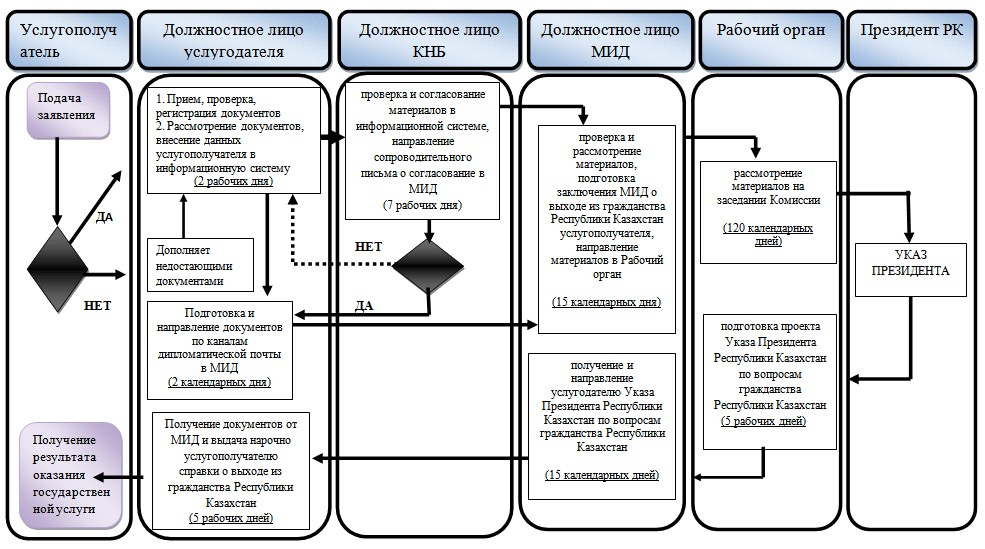 Услугополуч
атель
Должностное лицо
услугодателя
Должностное лицо
КНБ
Должностное лицо
МИД
Рабочий орган
Президент РК
Подача
заявления
ДА
НЕТ
Получение
результата
оказания
государствен
ной услуги
1. Прием, проверка,
регистрация документов
2. Рассмотрение документов,
внесение данных
услугополучателя в
информационную систему
(2 рабочих дня)
Дополняет
недостающими
документами
Подготовка и
направление документов
по каналам
дипломатической почты
в МИД
(2 календарных дня)
Получение документов от
МИД и выдача нарочно
услугополучателю
справки о выходе из
гражданства Республики
Казахстан
(5 рабочих дней)
проверка и согласование
материалов в
информационной системе,
направление
сопроводительного
письма о согласование в
МИД
(7 рабочих дня)
НЕТ
ДА
проверка и
рассмотрение
материалов,
подготовка
заключения МИД о
выходе из гражданства
Республики Казахстан
услугополучателя,
направление
материалов в Рабочий
орган
(15 календарных дня)
получение и
направление
услугодателю Указа
Президента Республики
Казахстан по вопросам
гражданства Республики
Казахстан
(15 календарных дней)
рассмотрение
материалов на
заседании Комиссии
(120 календарных
дней)
подготовка проекта
Указа Президента
Республики Казахстан
по вопросам
гражданства
Республики Казахстан
(5 рабочих дней)
УКАЗ
ПРЕЗИДЕНТА